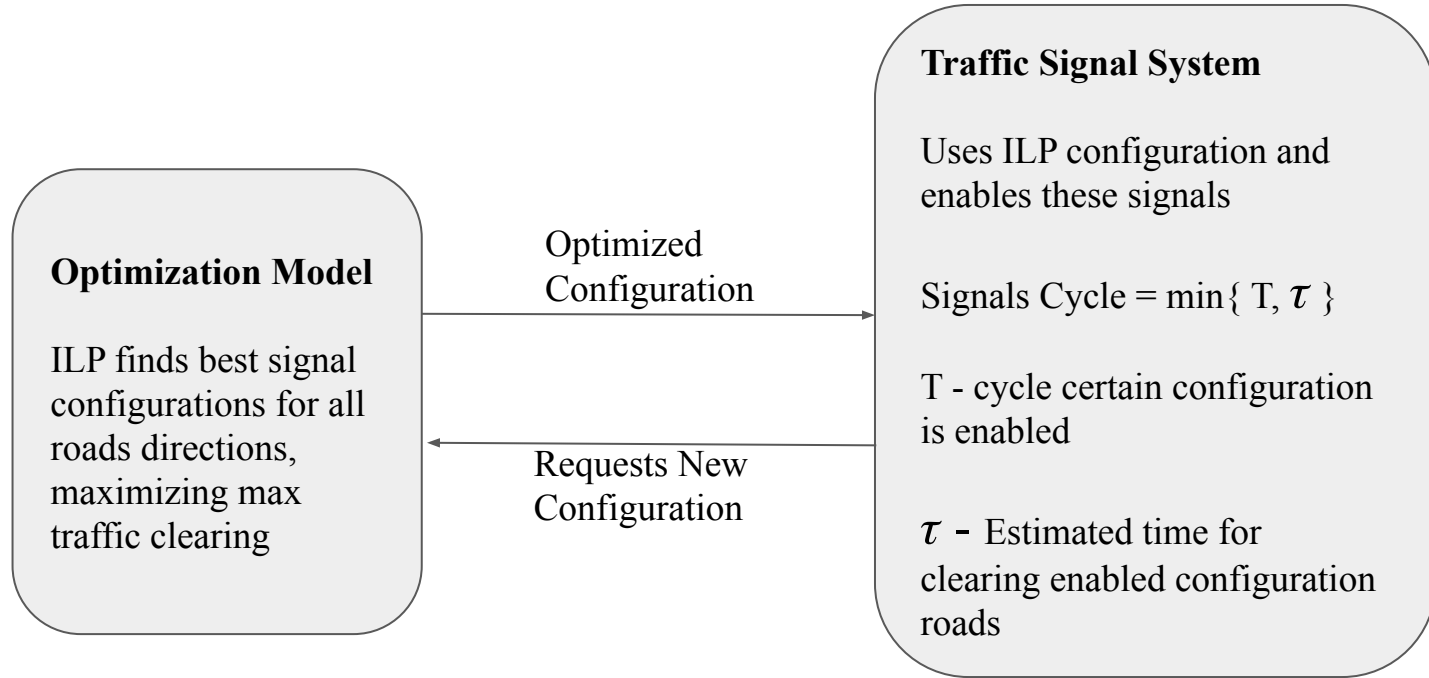 Optimization Model
ILP finds best signal
configurations for all
roads directions,
maximizing max
traffic clearing
Optimized
Configuration
Requests New
Configuration
Traffic Signal System
Uses ILP configuration and
enables these signals
Signals Cycle = min{ T, τ }
T - cycle certain configuration
is enabled
τ - Estimated time for
clearing enabled configuration
roads